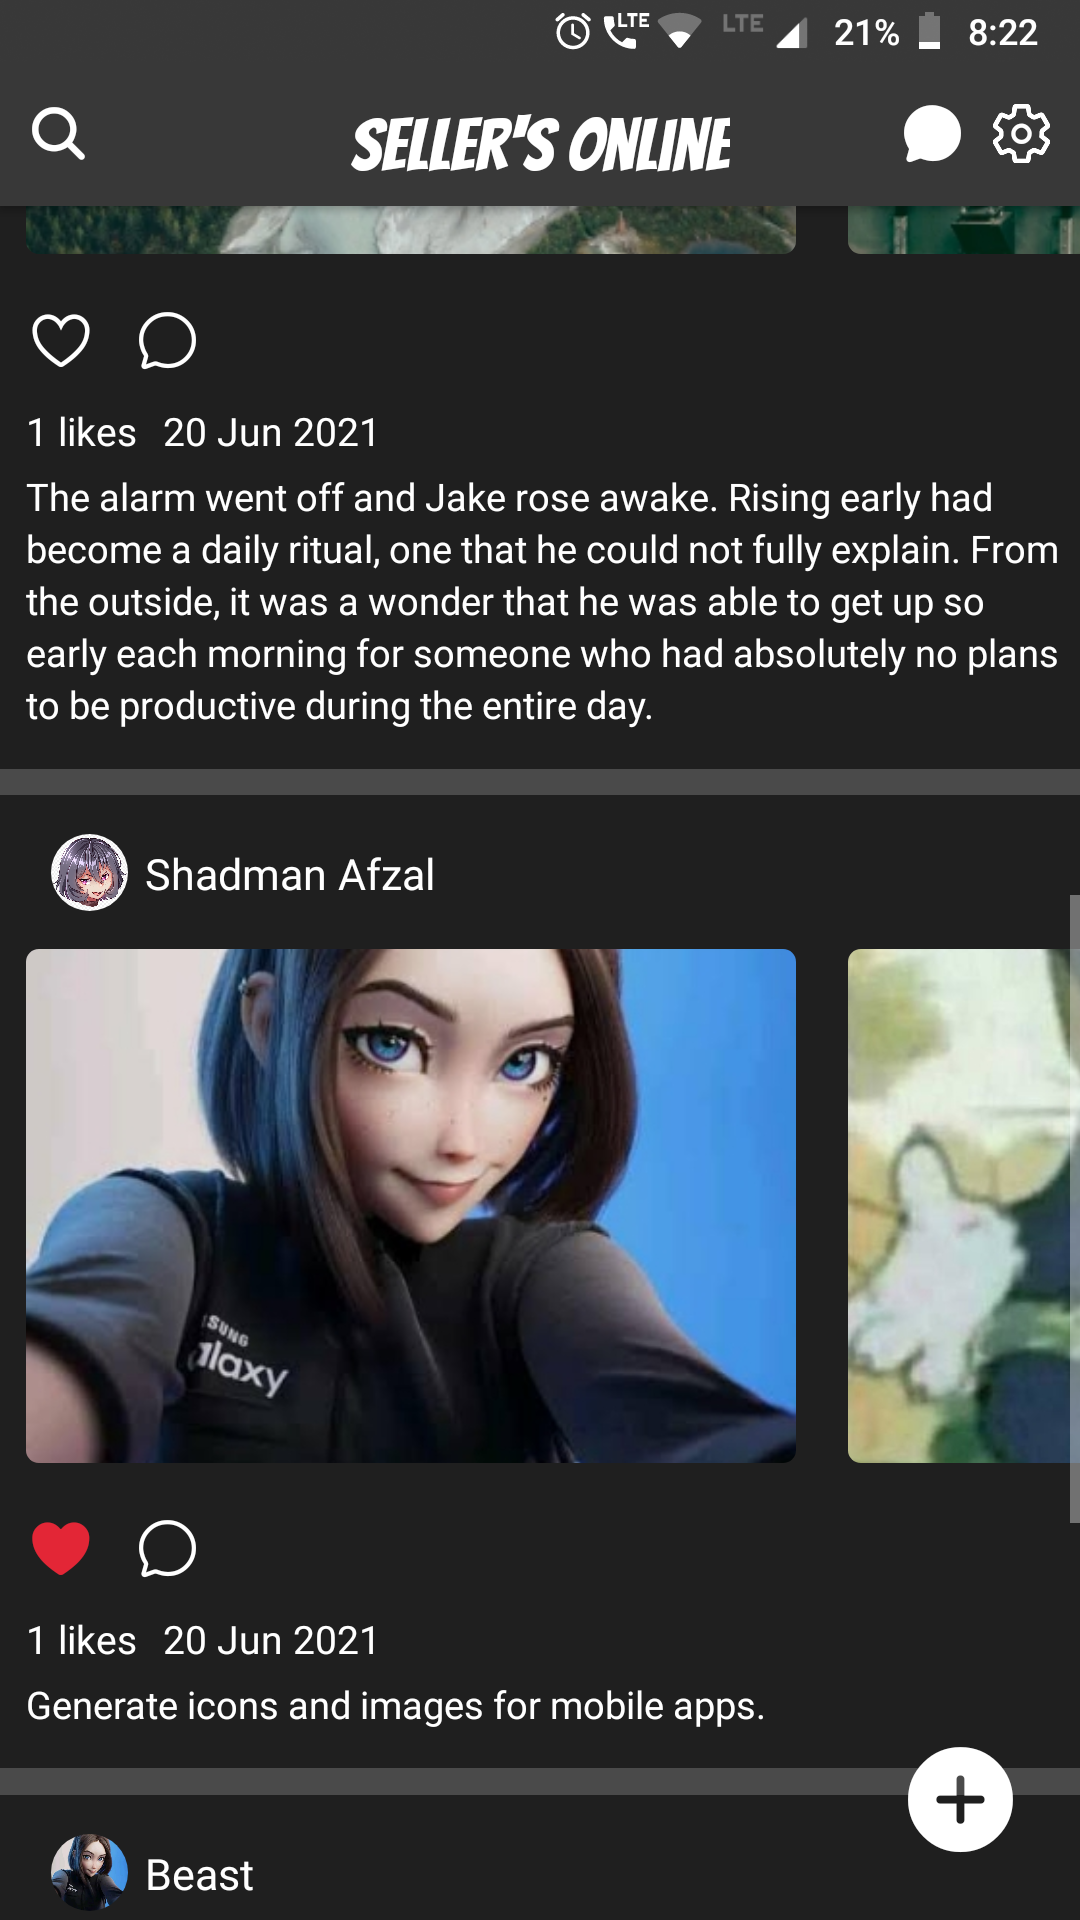 LTE LTE 21% 8:22
SELLER'S ONLINE
1 likes 20 Jun 2021
The alarm went off and Jake rose awake. Rising early had
become a daily ritual, one that he could not fully explain. From
the outside, it was a wonder that he was able to get up so
early each morning for someone who had absolutely no plans
to be productive during the entire day.
Shadman Afzal
SUNG
alaxy
1 likes 20 Jun 2021
Generate icons and images for mobile apps.
Beast